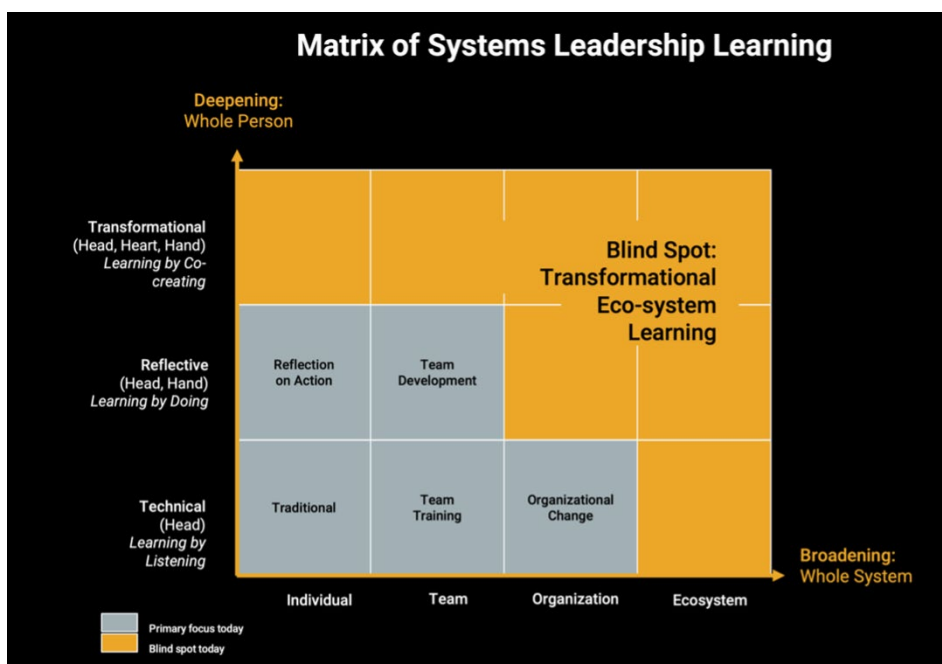 Matrix of Systems Leadership Learning
Deepening:
Whole Person
Transformational
(Head, Heart, Hand)
Learning by Co-
creating
Blind Spot:
Transformational
Eco-system
Learning
Reflective
(Head, Hand)
Learning by Doing
Reflection
on Action
Team
Development
Technical
(Head)
Learning by
Listening
Traditional
Team
Training
Organizational
Change
Broadening:
Whole System
Individual
Team
Organization
Ecosystem
Primary focus today
Blind spot today